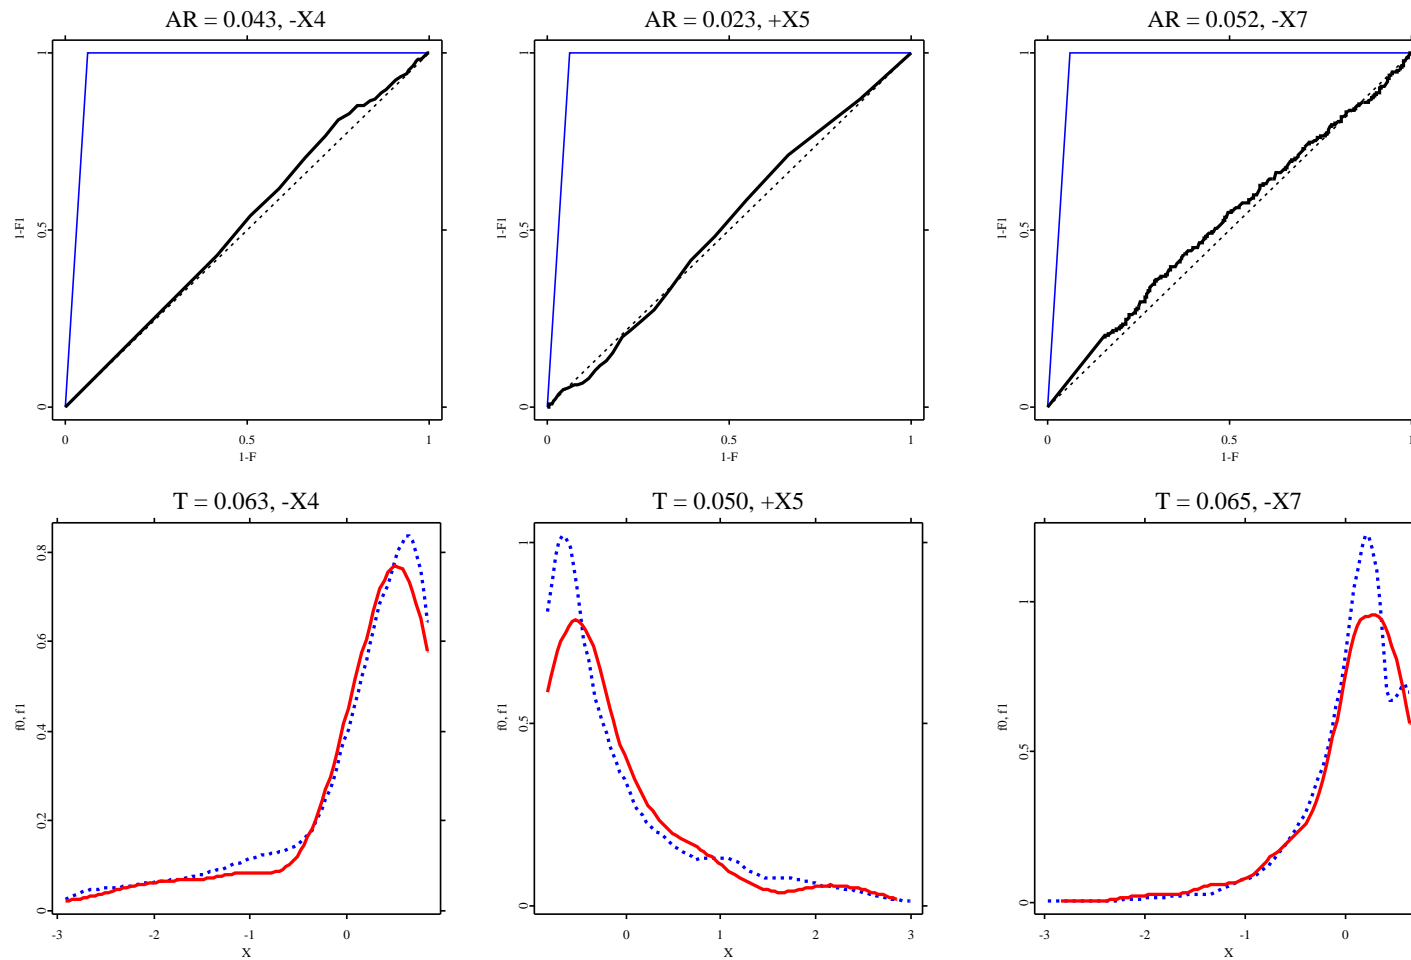 AR = 0.043, -X4
1-F1
0 0.5 1
0 0.5 1
1-F
AR = 0.023, +X5
1-F1
0 0.5 1
0 0.5 1
1-F
AR = 0.052, -X7
1-F1
0 0.5 1
0 0.5 1
1-F
T = 0.063, -X4
f0, f1
0 0.2 0.4 0.6 0.8
-3 -2 -1 0
X
T = 0.050, +X5
f0, f1
0 0.5 1
0 1 2 3
X
T = 0.065, -X7
f0, f1
0 0.5 1
-3 -2 -1 0
X